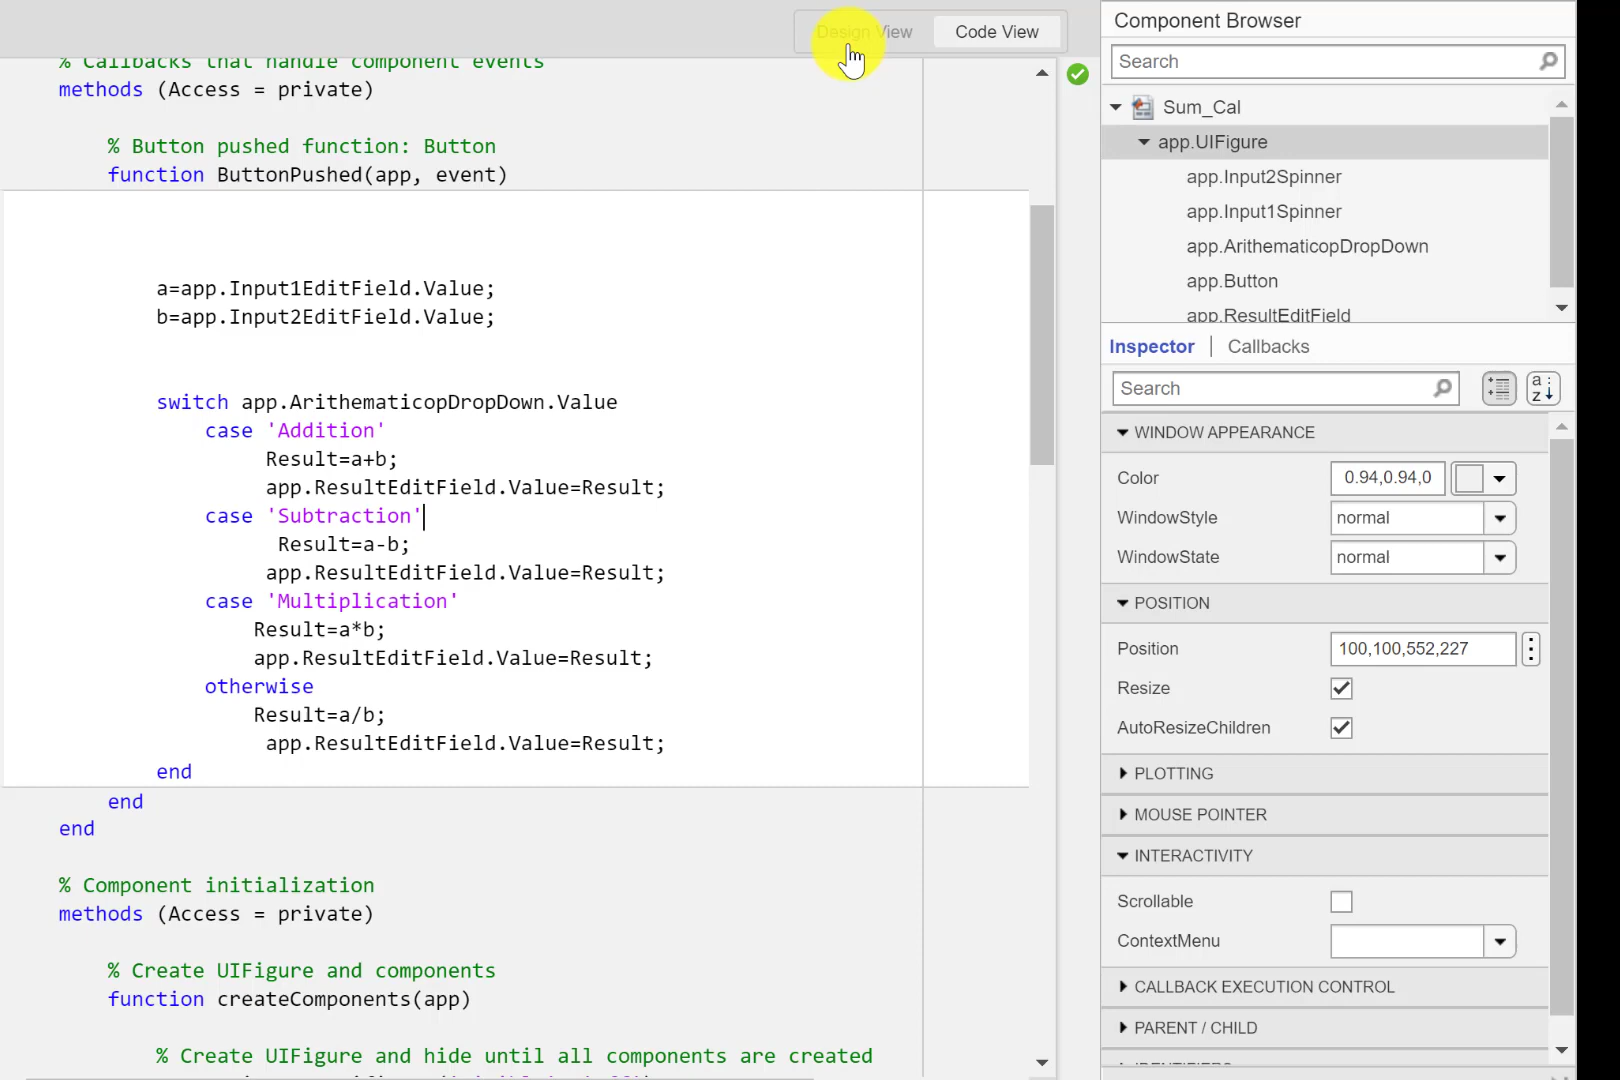 Design View
Code View
% Callbacks that handle component events
methods (Access = private)
% Button pushed function: Button
function ButtonPushed(app, event)
a=app.Input1EditField.Value;
b=app.Input2EditField.Value;
switch app.ArithematicopDropDown.Value
case 'Addition'
Result=a+b;
app.ResultEditField.Value=Result;
case 'Subtraction'
Result=a-b;
app.ResultEditField.Value=Result;
case 'Multiplication'
Result=a*b;
app.ResultEditField.Value=Result;
otherwise
Result=a/b;
app.ResultEditField.Value=Result;
end
end
end
% Component initialization
methods (Access = private)
% Create UIFigure and components
function createComponents(app)
% Create UIFigure and hide until all components are created
Component Browser
Search
Sum_Cal
app.UIFigure
app.Input2Spinner
app.Input1Spinner
app.ArithematicopDropDown
app.Button
app.ResultEditField
Inspector | Callbacks
Search
WINDOW APPEARANCE
Color 0.94,0.94,0
WindowStyle normal
WindowState normal
POSITION
Position 100,100,552,227
Resize
AutoResizeChildren
PLOTTING
MOUSE POINTER
INTERACTIVITY
Scrollable
ContextMenu
CALLBACK EXECUTION CONTROL
PARENT / CHILD